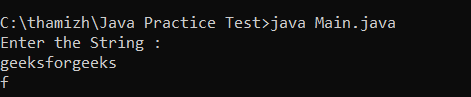 C:\thamizh\Java Practice Test>java Main.java
Enter the String :
geeksforgeeks
f